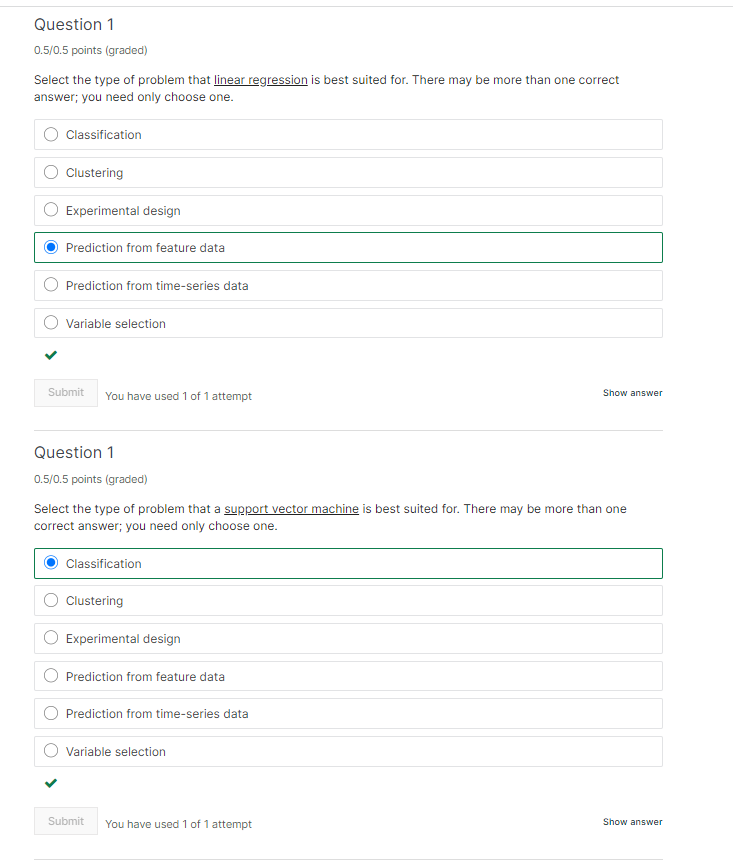 Question 1
0.5/0.5 points (graded)
Select the type of problem that linear regression is best suited for. There may be more than one correct
answer; you need only choose one.
Classification
Clustering
Experimental design
Prediction from feature data
Prediction from time-series data
Variable selection
Submit You have used 1 of 1 attempt Show answer
Question 1
0.5/0.5 points (graded)
Select the type of problem that a support vector machine is best suited for. There may be more than one
correct answer; you need only choose one.
Classification
Clustering
Experimental design
Prediction from feature data
Prediction from time-series data
Variable selection
Submit You have used 1 of 1 attempt Show answer